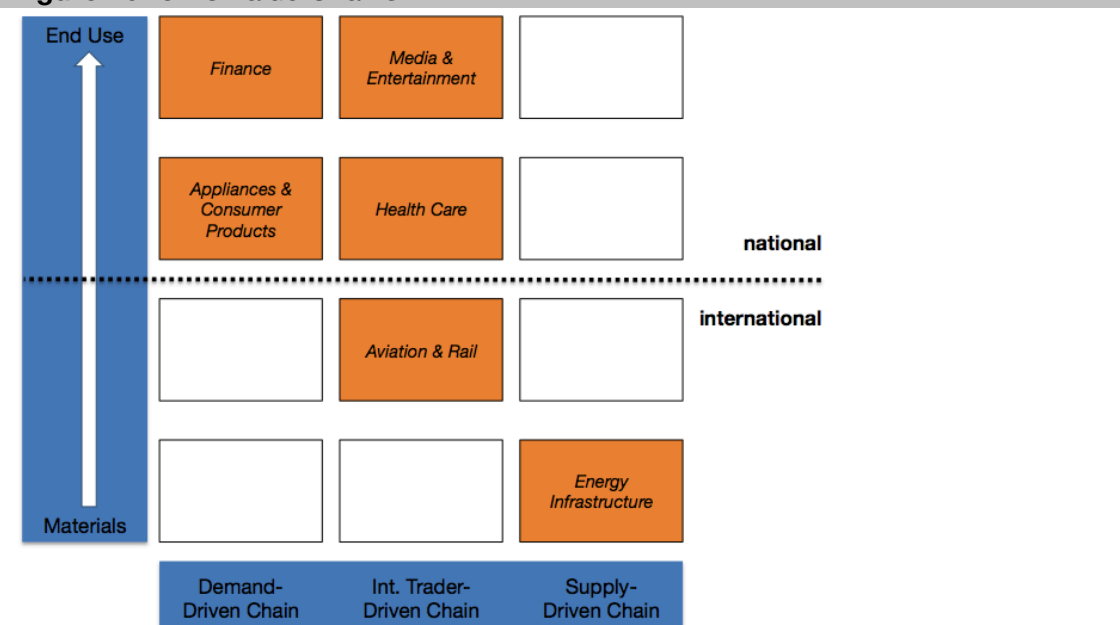 End Use
Finance
Media &
Entertainment
Appliances &
Consumer
Products
Health Care
national
international
Aviation & Rail
Energy
Infrastructure
Materials
Demand-
Driven Chain
Int. Trader-
Driven Chain
Supply-
Driven Chain